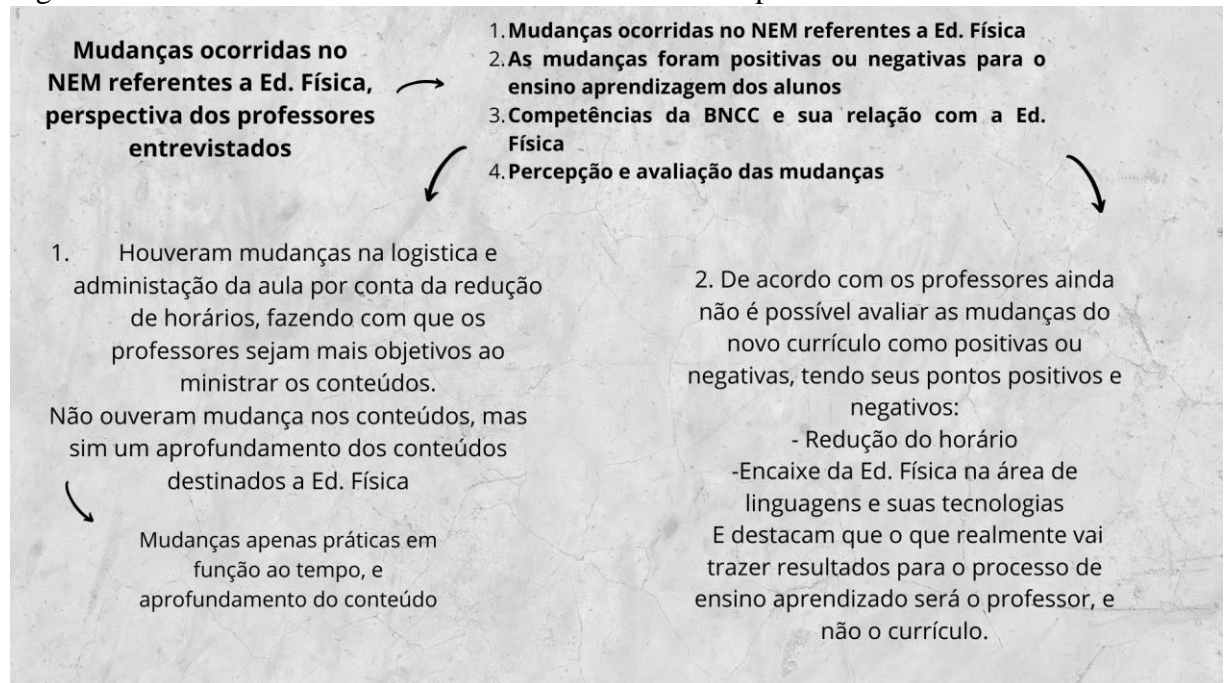 Mudanças ocorridas no
NEM referentes a Ed. Física,
perspectiva dos professores
entrevistados
1. Mudanças ocorridas no NEM referentes a Ed. Física
2. As mudanças foram positivas ou negativas para o
ensino aprendizagem dos alunos
3. Competências da BNCC e sua relação com a Ed.
Física
4. Percepção e avaliação das mudanças
1. Houveram mudanças na logistica e
administação da aula por conta da redução
de horários, fazendo com que os
professores sejam mais objetivos ao
ministrar os conteúdos.
Não ouveram mudança nos conteúdos, mas
sim um aprofundamento dos conteúdos
destinados a Ed. Física
Mudanças apenas práticas em
função ao tempo, e
aprofundamento do conteúdo
2. De acordo com os professores ainda
não é possível avaliar as mudanças do
novo currículo como positivas ou
negativas, tendo seus pontos positivos e
negativos:
- Redução do horário
-Encaixe da Ed. Física na área de
linguagens e suas tecnologias
E destacam que o que realmente vai
trazer resultados para o processo de
ensino aprendizado será o professor, e
não o currículo.